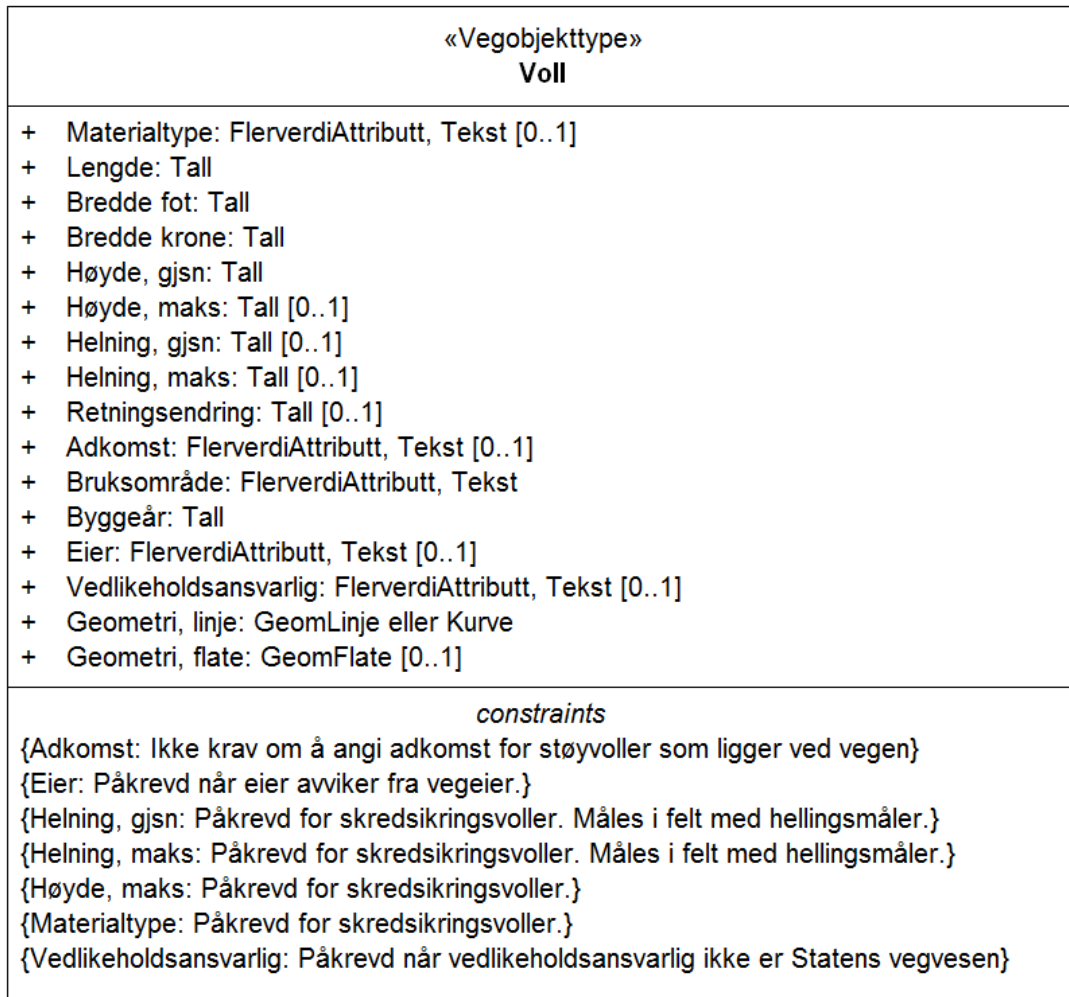 «Vegobjekttype»
Voll
+ Materialtype: FlerverdiAttributt, Tekst [0..1]
+ Lengde: Tall
+ Bredde fot: Tall
+ Bredde krone: Tall
+ Høyde, gjsn: Tall
+ Høyde, maks: Tall [0..1]
+ Helning, gjsn: Tall [0..1]
+ Helning, maks: Tall [0..1]
+ Retningsendring: Tall [0..1]
+ Adkomst: FlerverdiAttributt, Tekst [0..1]
+ Bruksområde: FlerverdiAttributt, Tekst
+ Byggeår: Tall
+ Eier: FlerverdiAttributt, Tekst [0..1]
+ Vedlikeholdsansvarlig: FlerverdiAttributt, Tekst [0..1]
+ Geometri, linje: GeomLinje eller Kurve
+ Geometri, flate: GeomFlate [0..1]
constraints
{Adkomst: Ikke krav om å angi adkomst for støyvoller som ligger ved vegen}
{Eier: Påkrevd når eier avviker fra vegeier.}
{Helning, gjsn: Påkrevd for skredsikringsvoller. Måles i felt med hellingsmåler.}
{Helning, maks: Påkrevd for skredsikringsvoller. Måles i felt med hellingsmåler.}
{Høyde, maks: Påkrevd for skredsikringsvoller.}
{Materialtype: Påkrevd for skredsikringsvoller.}
{Vedlikeholdsansvarlig: Påkrevd når vedlikeholdsansvarlig ikke er Statens vegvesen}